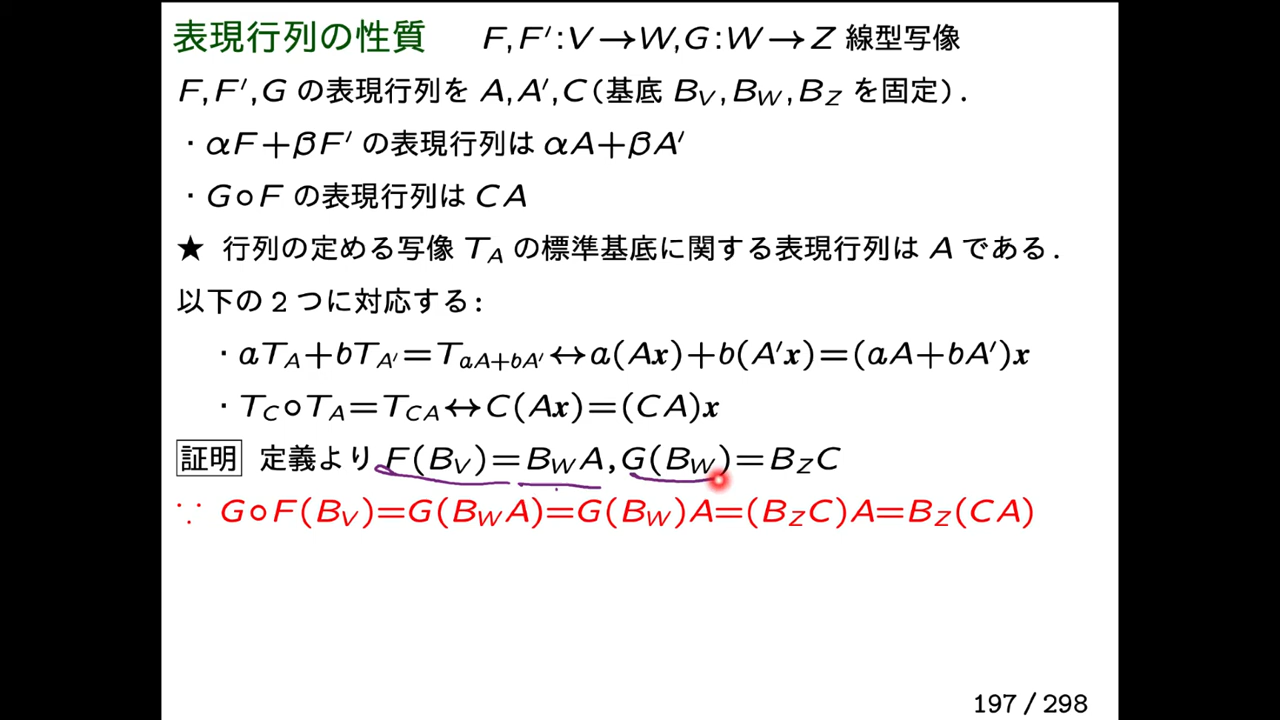 表現行列の性質 F,F′:V→W,G:W→Z 線型写像
F,F′,G の表現行列を A,A′,C(基底 B_V,B_W,B_Z を固定).
・αF+βF′ の表現行列は αA+βA′
・G∘F の表現行列は CA
★ 行列の定める写像 T_A の標準基底に関する表現行列は A である.
以下の 2 つに対応する:
・aT_A+bT_{A′}=T_{aA+bA′}↔a(Ax)+b(A′x)=(aA+bA′)x
・T_C∘T_A=T_{CA}↔C(Ax)=(CA)x
証明 定義より F(B_V)=B_W A,G(B_W)=B_Z C
∵ G∘F(B_V)=G(B_W A)=G(B_W)A=(B_Z C)A=B_Z(CA)
197 / 298